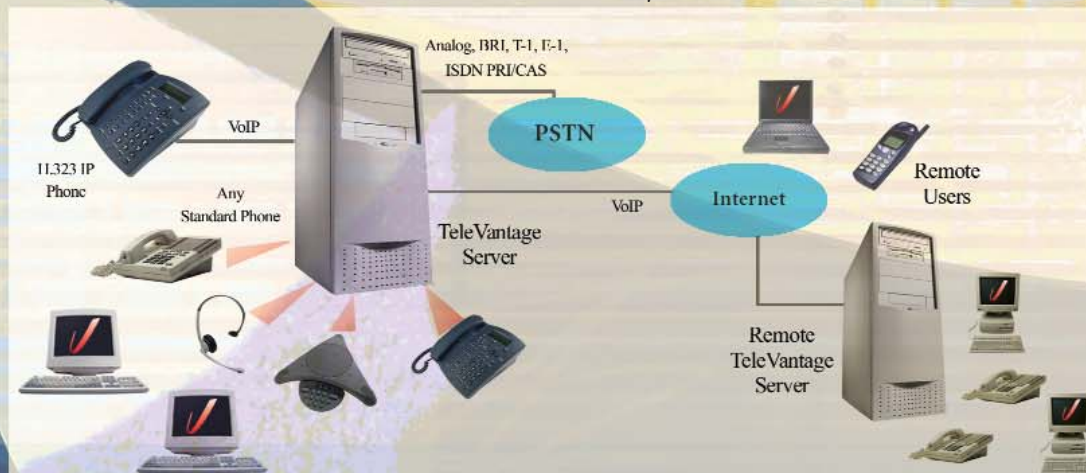 Analog, BRI, T-1, E-1,
ISDN PRI/CAS
PSTN
VoIP
H.323 IP
Phone
Any
Standard Phone
TeleVantage
Server
VoIP
Internet
Remote
Users
Remote
TeleVantage
Server